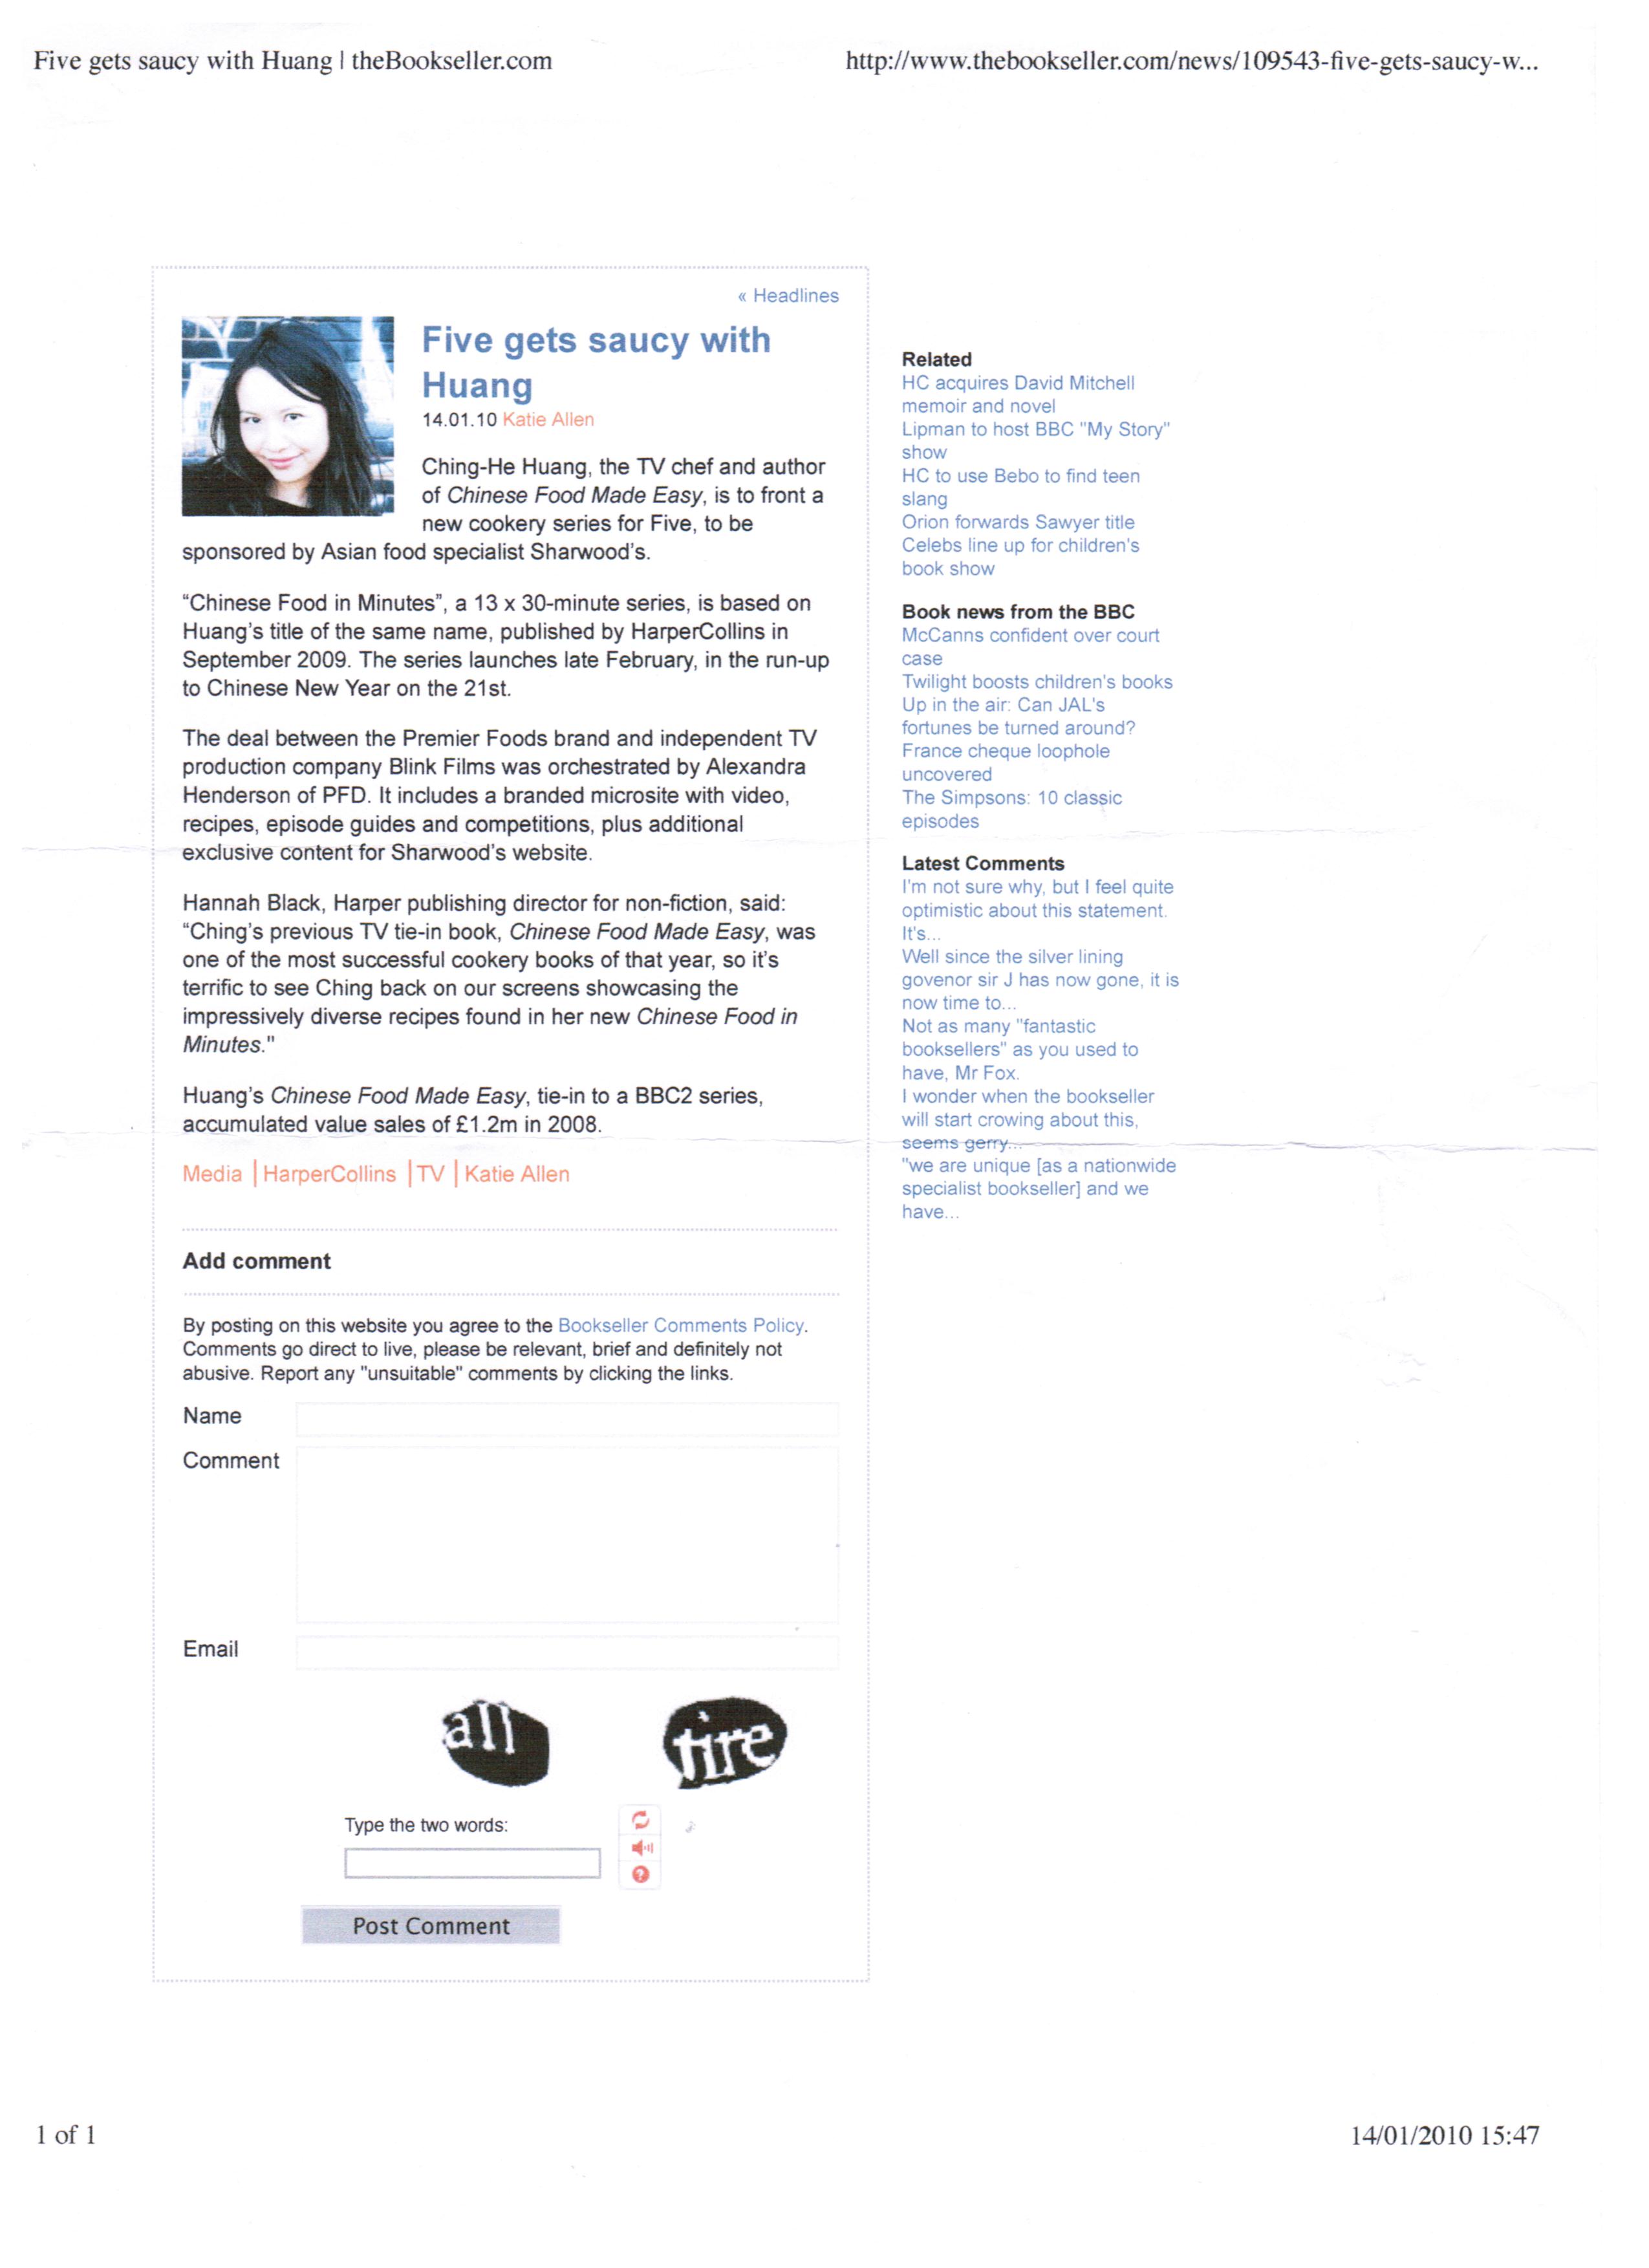 Five gets saucy with Huang | theBookseller.com
http://www.thebookseller.com/news/109543-five-gets-saucy-w...
« Headlines
Five gets saucy with
Huang
14.01.10 Katie Allen
Ching-He Huang, the TV chef and author
of Chinese Food Made Easy, is to front a
new cookery series for Five, to be
sponsored by Asian food specialist Sharwood's.
“Chinese Food in Minutes”, a 13 x 30-minute series, is based on
Huang’s title of the same name, published by HarperCollins in
September 2009. The series launches late February, in the run-up
to Chinese New Year on the 21st.
The deal between the Premier Foods brand and independent TV
production company Blink Films was orchestrated by Alexandra
Henderson of PFD. It includes a branded microsite with video,
recipes, episode guides and competitions, plus additional
exclusive content for Sharwood’s website.
Hannah Black, Harper publishing director for non-fiction, said:
“Ching’s previous TV tie-in book, Chinese Food Made Easy, was
one of the most successful cookery books of that year, so it’s
terrific to see Ching back on our screens showcasing the
impressively diverse recipes found in her new Chinese Food in
Minutes."
Huang’s Chinese Food Made Easy, tie-in to a BBC2 series,
accumulated value sales of £1.2m in 2008.
Media | HarperCollins | TV | Katie Allen
Add comment
By posting on this website you agree to the Bookseller Comments Policy.
Comments go direct to live, please be relevant, brief and definitely not
abusive. Report any "unsuitable" comments by clicking the links.
Name
Comment
Email
all tire
Type the two words:
Post Comment
Related
HC acquires David Mitchell
memoir and novel
Lipman to host BBC "My Story"
show
HC to use Bebo to find teen
slang
Orion forwards Sawyer title
Celebs line up for children's
book show
Book news from the BBC
McCanns confident over court
case
Twilight boosts children's books
Up in the air: Can JAL's
fortunes be turned around?
France cheque loophole
uncovered
The Simpsons: 10 classic
episodes
Latest Comments
I'm not sure why, but I feel quite
optimistic about this statement.
It's...
Well since the silver lining
govenor sir J has now gone, it is
now time to...
Not as many "fantastic
booksellers" as you used to
have, Mr Fox.
I wonder when the bookseller
will start crowing about this,
seems gerry...
"we are unique [as a nationwide
specialist bookseller] and we
have...
1 of 1
14/01/2010 15:47